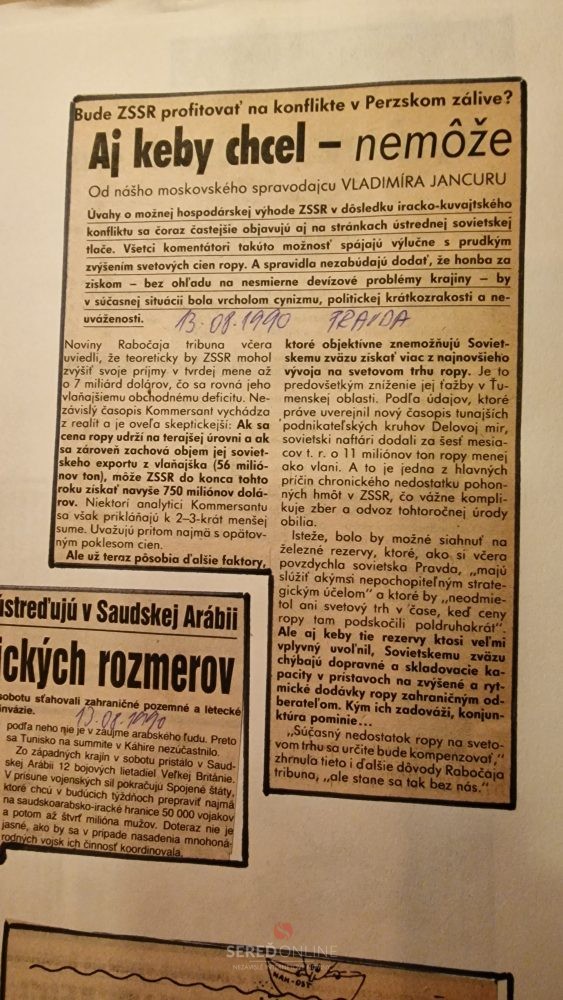 Bude ZSSR profitovať na konflikte v Perzskom zálive?
Aj keby chcel – nemôže
Od nášho moskovského spravodajcu VLADIMÍRA JANCURU
Úvahy o možnej hospodárskej výhode ZSSR v dôsledku iracko-kuvajtského
konfliktu sa čoraz častejšie objavujú aj na stránkach ústrednej sovietskej
tlače. Všetci komentátori takúto možnosť spájajú výlučne s prudkým
zvýšením svetových cien ropy. A spravidla nezabúdajú dodať, že honba za
ziskom – bez ohľadu na nesmierne devízové problémy krajiny – by
v súčasnej situácii bola vrcholom cynizmu, politickej krátkozrakosti a ne-
uváženosti.
13.08.1990 PRAVDA
Noviny Rabočaja tribuna včera
uviedli, že teoreticky by ZSSR mohol
zvýšiť svoje príjmy v tvrdej mene až
o 7 miliárd dolárov, čo sa rovná jeho
vlaňajšiemu obchodnému deficitu. Ne-
závislý časopis Kommersant vychádza
z realít a je oveľa skeptickejší: Ak sa
cena ropy udrží na terajšej úrovni a ak
sa zároveň zachová objem jej soviet-
skeho exportu z vlaňajška (56 milió-
nov ton), môže ZSSR do konca tohto
roku získať navyše 750 miliónov dolá-
rov. Niektorí analytici Kommersantu
sa však prikláňajú k 2–3-krát menšej
sume. Uvažujú pritom najmä s opätov-
ným poklesom cien.
Ale už teraz pôsobia ďalšie faktory,
ktoré objektívne znemožňujú Soviet-
skemu zväzu získať viac z najnovšieho
vývoja na svetovom trhu ropy. Je to
predovšetkým zníženie jej ťažby v Ťu-
menskej oblasti. Podľa údajov, ktoré
práve uverejnil nový časopis tunajších
podnikateľských kruhov Delovoj mir,
sovietski naftári dodali za šesť mesia-
cov t. r. o 11 miliónov ton ropy menej
ako vlani. A to je jedna z hlavných
príčin chronického nedostatku pohon-
ných hmôt v ZSSR, čo vážne kompli-
kuje zber a odvoz tohtoročnej úrody
obilia.
Isteže, bolo by možné siahnuť na
železné rezervy, ktoré, ako si včera
povzdychla sovietska Pravda, „majú
slúžiť akýmsi nepochopiteľným strate-
gickým účelom" a ktoré by „neodmie-
tol ani svetový trh v čase, keď ceny
ropy tam podskočili poldruhakrát".
Ale aj keby tie rezervy ktosi veľmi
vplyvný uvoľnil, Sovietskemu zväzu
chýbajú dopravné a skladovacie ka-
pacity v prístavoch na zvýšené a ryt-
mické dodávky ropy zahraničným od-
berateľom. Kým ich zadováži, konjun-
ktúra pominie...
„Súčasný nedostatok ropy na sveto-
vom trhu sa určite bude kompenzovať,"
zhrnula tieto i ďalšie dôvody Rabočaja
tribuna, „ale stane sa tak bez nás."
ústreďujú v Saudskej Arábii
ických rozmerov
sobotu sťahovali zahraničné pozemné a letecké
invázie.
13.08.1990
podľa neho nie je v záujme arabského ľudu. Preto
sa Tunisko na summite v Káhire nezúčastnilo.
Zo západných krajín v sobotu pristálo v Saud-
skej Arábii 12 bojových lietadiel Veľkej Británie.
V prísune vojenských síl pokračujú Spojené štáty,
ktoré chcú v budúcich týždňoch prepraviť najmä
na saudskoarabsko-iracké hranice 50 000 vojakov
a potom až štvrť milióna mužov. Doteraz nie je
jasné, ako by sa v prípade nasadenia mnohoná-
rodných vojsk ich činnosť koordinovala.
SEREĎONLINE